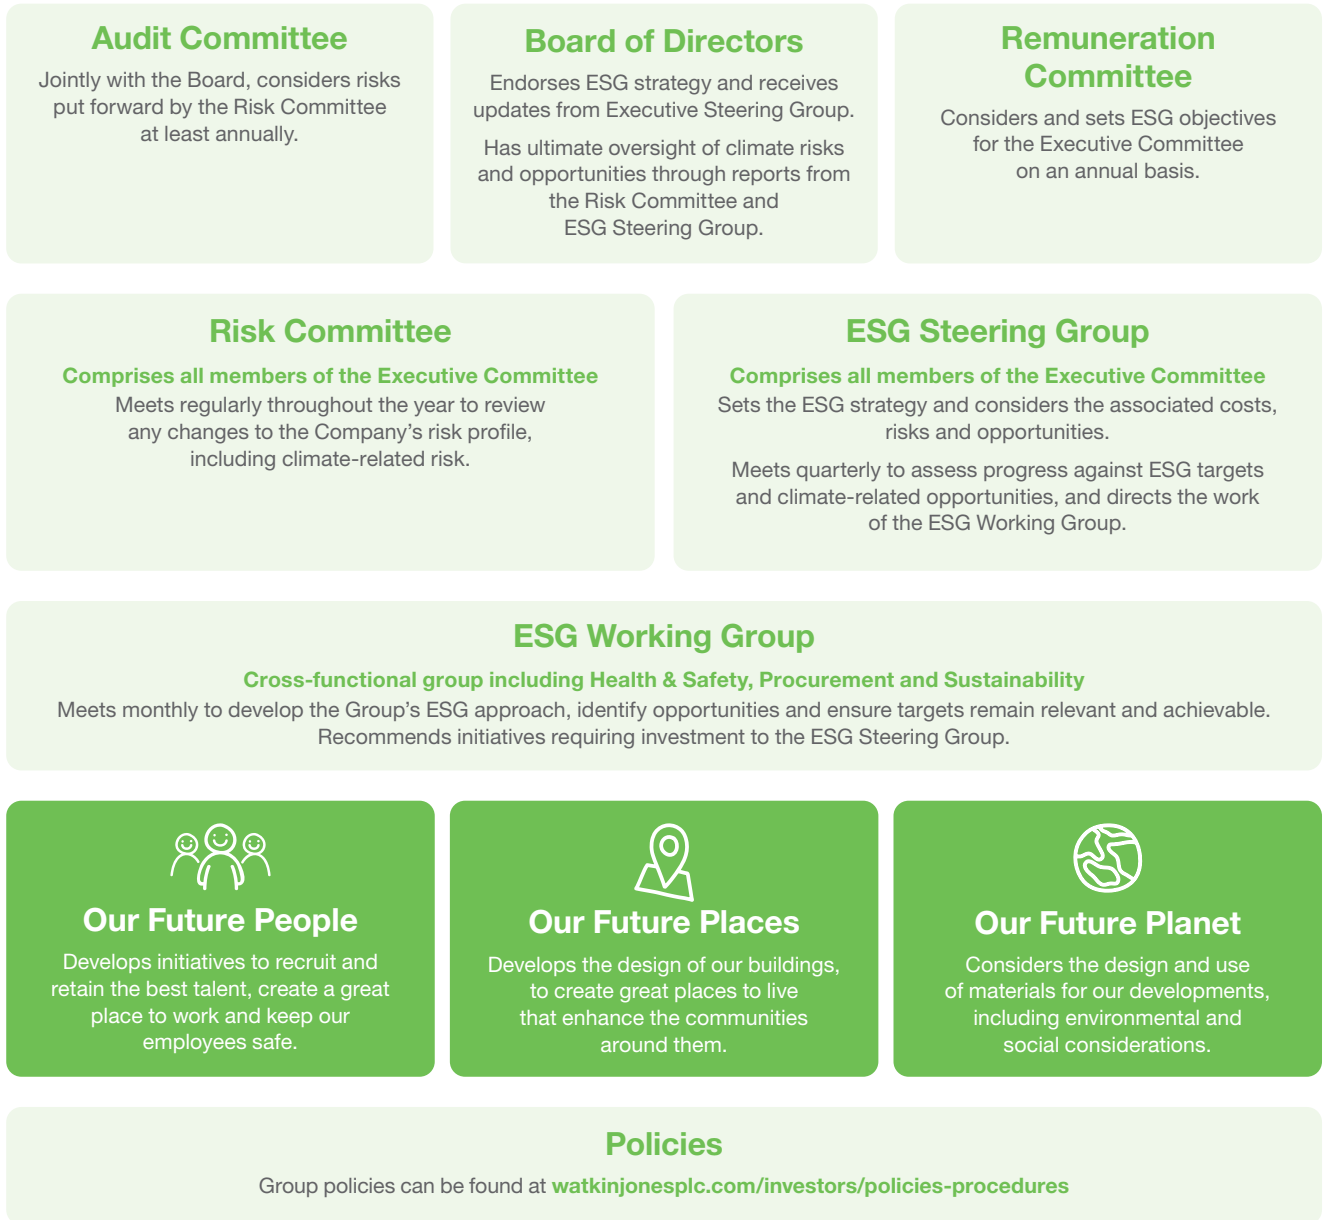 Audit Committee
Jointly with the Board, considers risks
put forward by the Risk Committee
at least annually.
Board of Directors
Endorses ESG strategy and receives
updates from Executive Steering Group.
Has ultimate oversight of climate risks
and opportunities through reports from
the Risk Committee and
ESG Steering Group.
Remuneration
Committee
Considers and sets ESG objectives
for the Executive Committee
on an annual basis.
Risk Committee
Comprises all members of the Executive Committee
Meets regularly throughout the year to review
any changes to the Company’s risk profile,
including climate-related risk.
ESG Steering Group
Comprises all members of the Executive Committee
Sets the ESG strategy and considers the associated costs,
risks and opportunities.
Meets quarterly to assess progress against ESG targets
and climate-related opportunities, and directs the work
of the ESG Working Group.
ESG Working Group
Cross-functional group including Health & Safety, Procurement and Sustainability
Meets monthly to develop the Group’s ESG approach, identify opportunities and ensure targets remain relevant and achievable.
Recommends initiatives requiring investment to the ESG Steering Group.
Our Future People
Develops initiatives to recruit and
retain the best talent, create a great
place to work and keep our
employees safe.
Our Future Places
Develops the design of our buildings,
to create great places to live
that enhance the communities
around them.
Our Future Planet
Considers the design and use
of materials for our developments,
including environmental and
social considerations.
Policies
Group policies can be found at watkinjonesplc.com/investors/policies-procedures